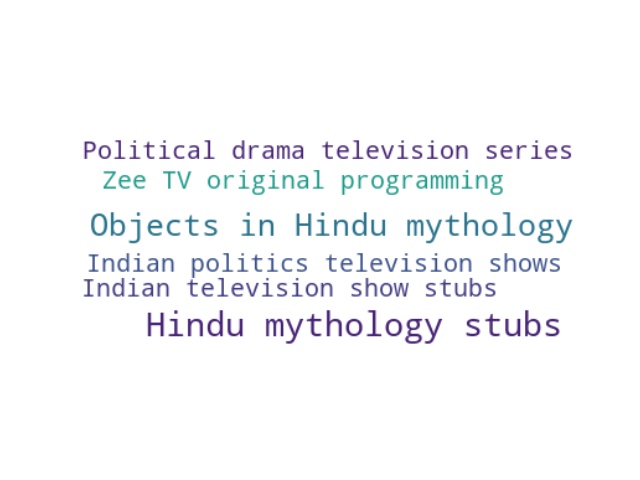 Political drama television series
Zee TV original programming
Objects in Hindu mythology
Indian politics television shows
Indian television show stubs
Hindu mythology stubs